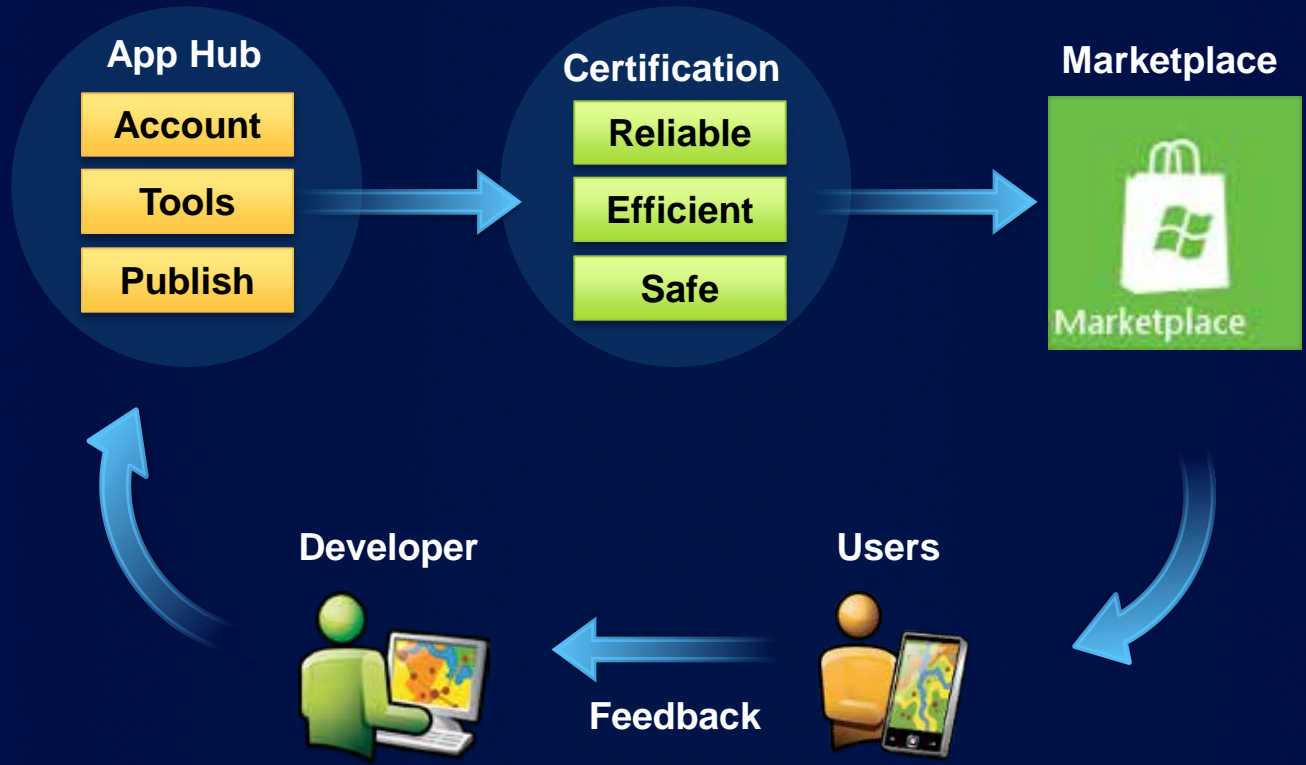 App Hub
Account
Tools
Publish
Certification
Reliable
Efficient
Safe
Marketplace
Marketplace
Developer
Users
Feedback